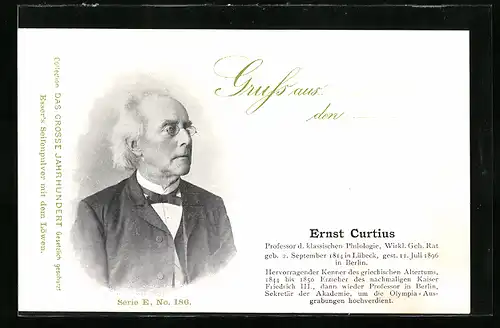 Collection DAS GROSSE JAHRHUNDERT Gesetzlich geschützt
Esser's Seifenpulver mit dem Löwen.
Gruß aus
den
Ernst Curtius
Professor d. klassischen Philologie, Wirkl. Geh. Rat
geb. 2. September 1814 in Lübeck, gest. 11. Juli 1896
in Berlin.
Hervorragender Kenner des griechischen Altertums,
1844 bis 1850 Erzieher des nachmaligen Kaiser
Friedrich III., dann wieder Professor in Berlin,
Sekretär der Akademie, um die Olympia-Aus-
grabungen hochverdient.
Serie E, No. 186.